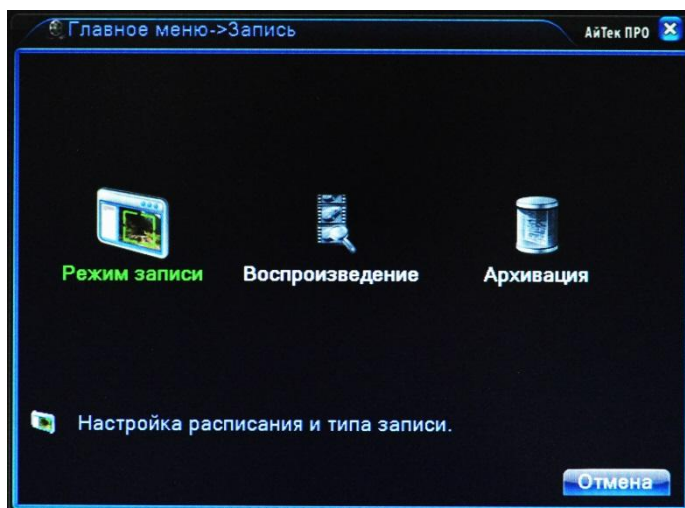 Главное меню->Запись
АйТек ПРО
Режим записи
Воспроизведение
Архивация
Настройка расписания и типа записи.
Отмена